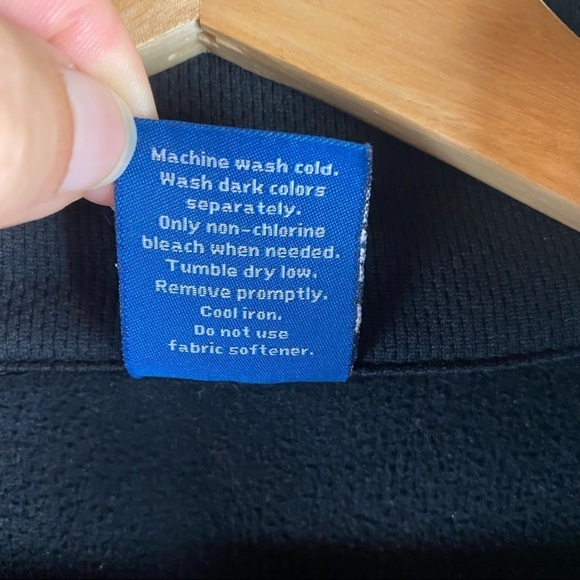 Machine wash cold.
Wash dark colors
separately.
Only non-chlorine
bleach when needed.
Tumble dry low.
Remove promptly.
Cool iron.
Do not use
fabric softener.